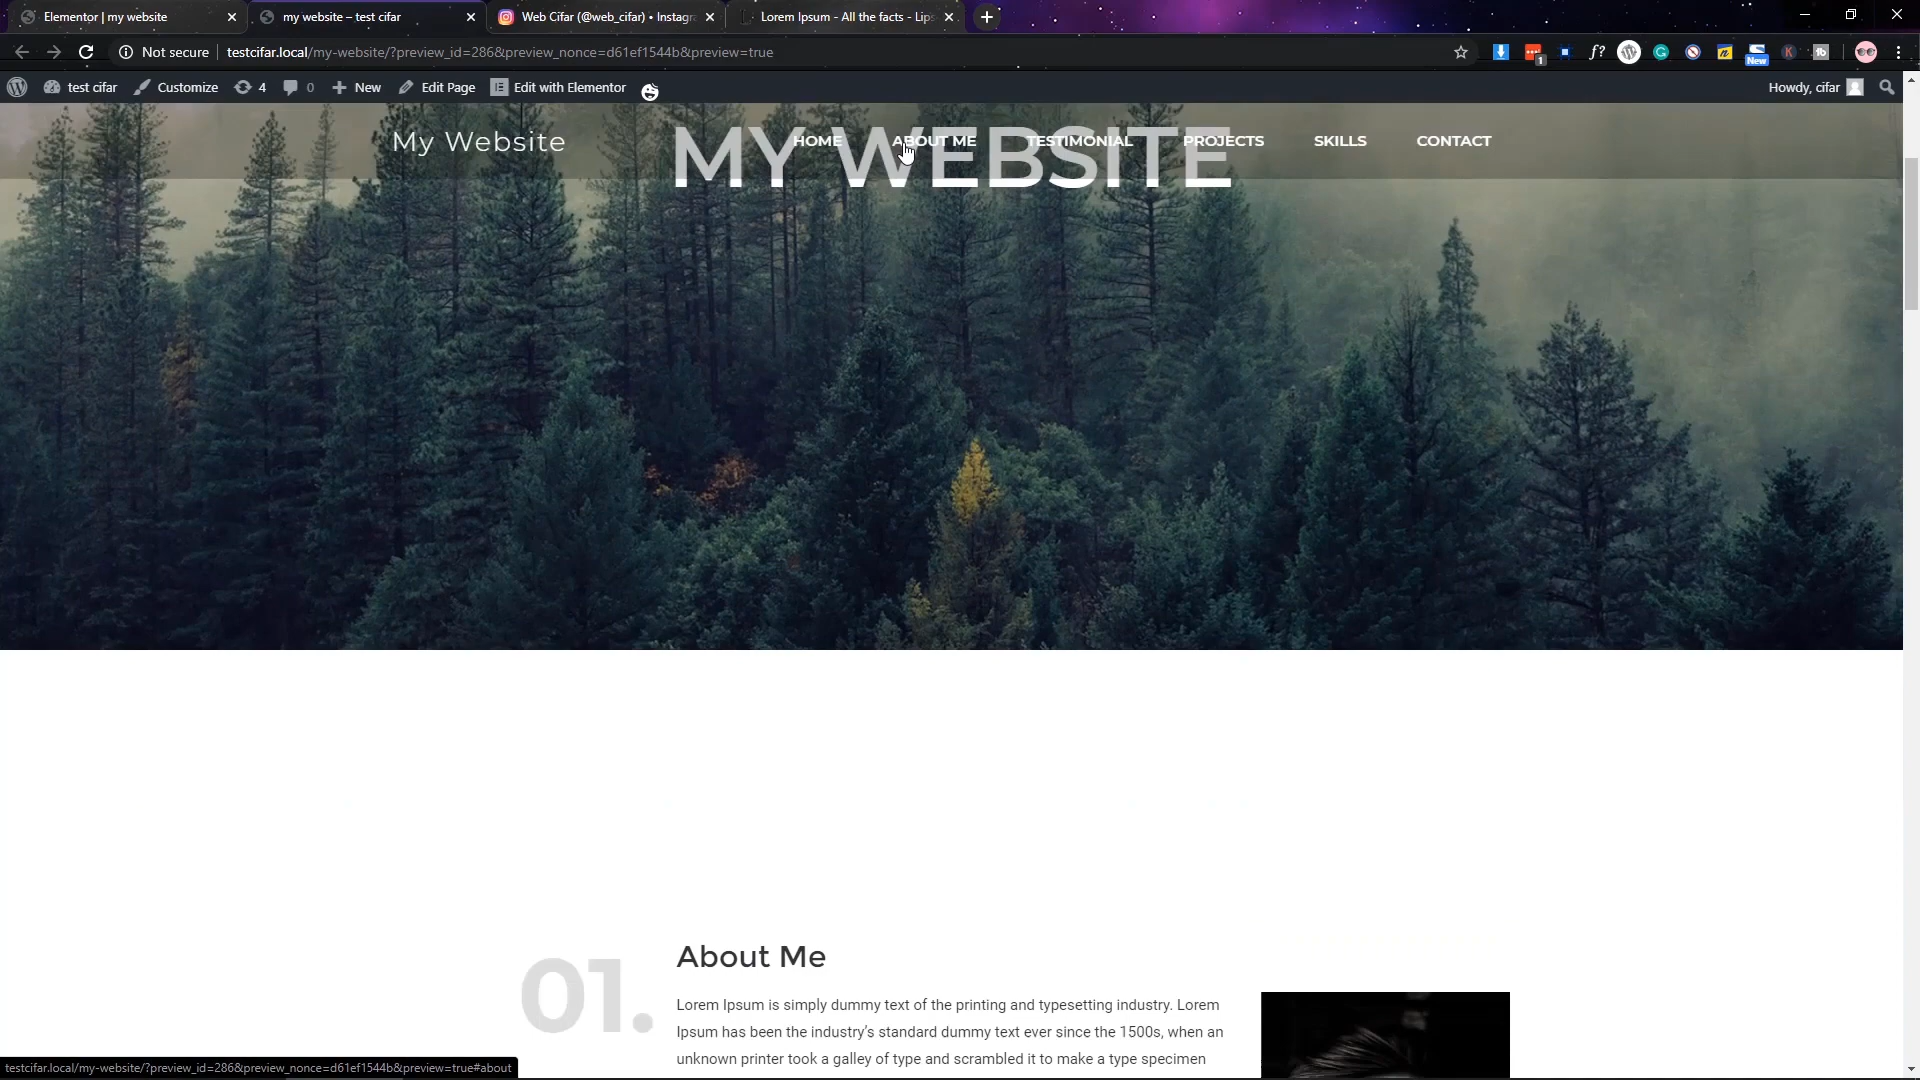 Elementor | my website
my website – test cifar
Web Cifar (@web_cifar) • Instagra
Lorem Ipsum - All the facts - Lips
Not secure
testcifar.local/my-website/?preview_id=286&preview_nonce=d61ef1544b&preview=true
1
New
test cifar
Customize
4
0
New
Edit Page
Edit with Elementor
Howdy, cifar
My Website
MY WEBSITE
HOME
ABOUT ME
TESTIMONIAL
PROJECTS
SKILLS
CONTACT
01.
About Me
Lorem Ipsum is simply dummy text of the printing and typesetting industry. Lorem
Ipsum has been the industry’s standard dummy text ever since the 1500s, when an
unknown printer took a galley of type and scrambled it to make a type specimen
testcifar.local/my-website/?preview_id=286&preview_nonce=d61ef1544b&preview=true#about